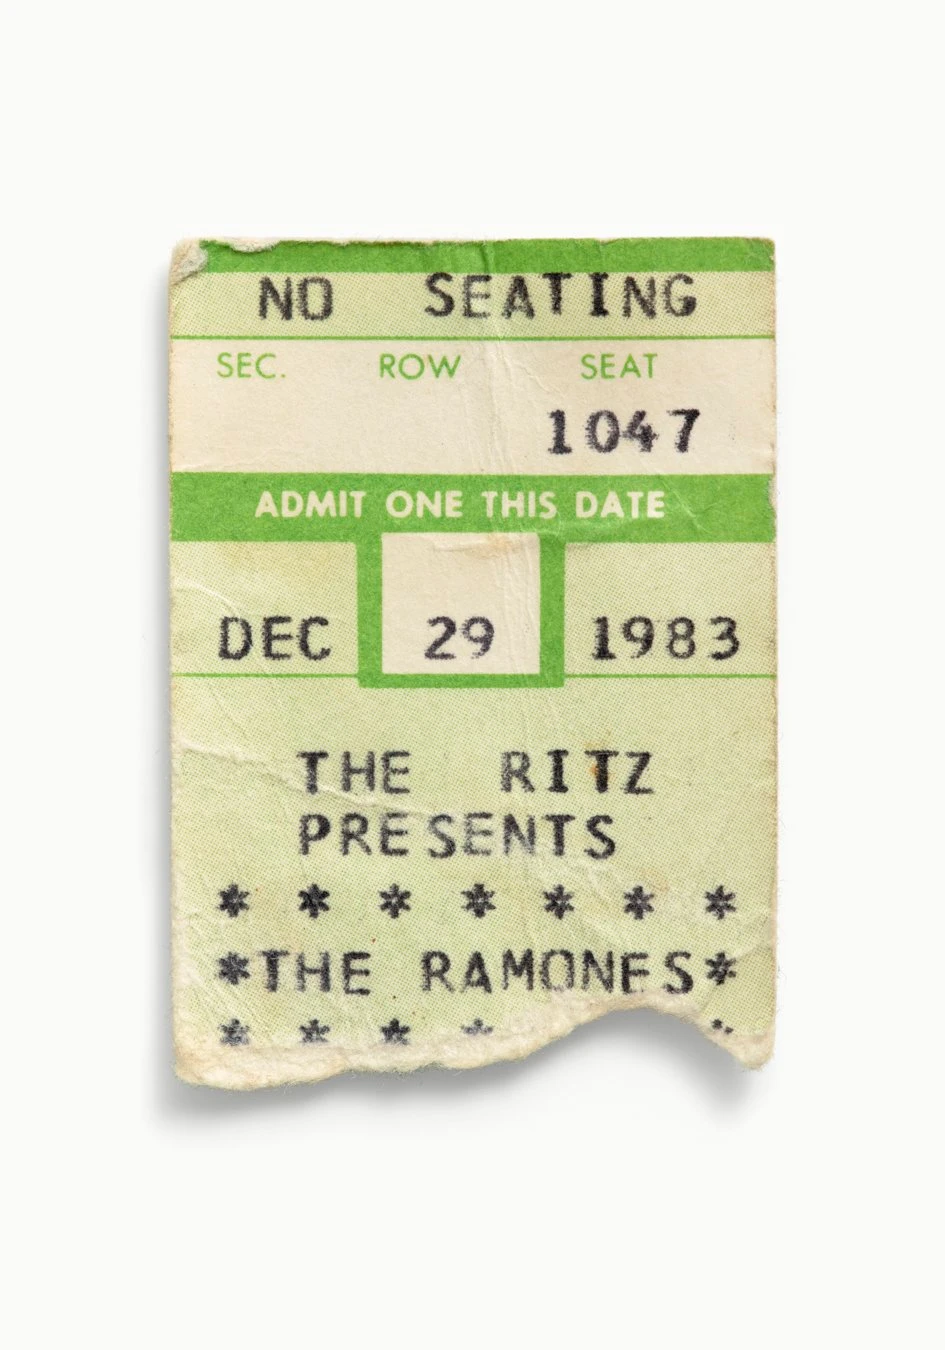 NO SEATING
SEC. ROW SEAT
1047
ADMIT ONE THIS DATE
DEC 29 1983
THE RITZ
PRESENTS
* * * * * * *
*THE RAMONES*
* * * * *